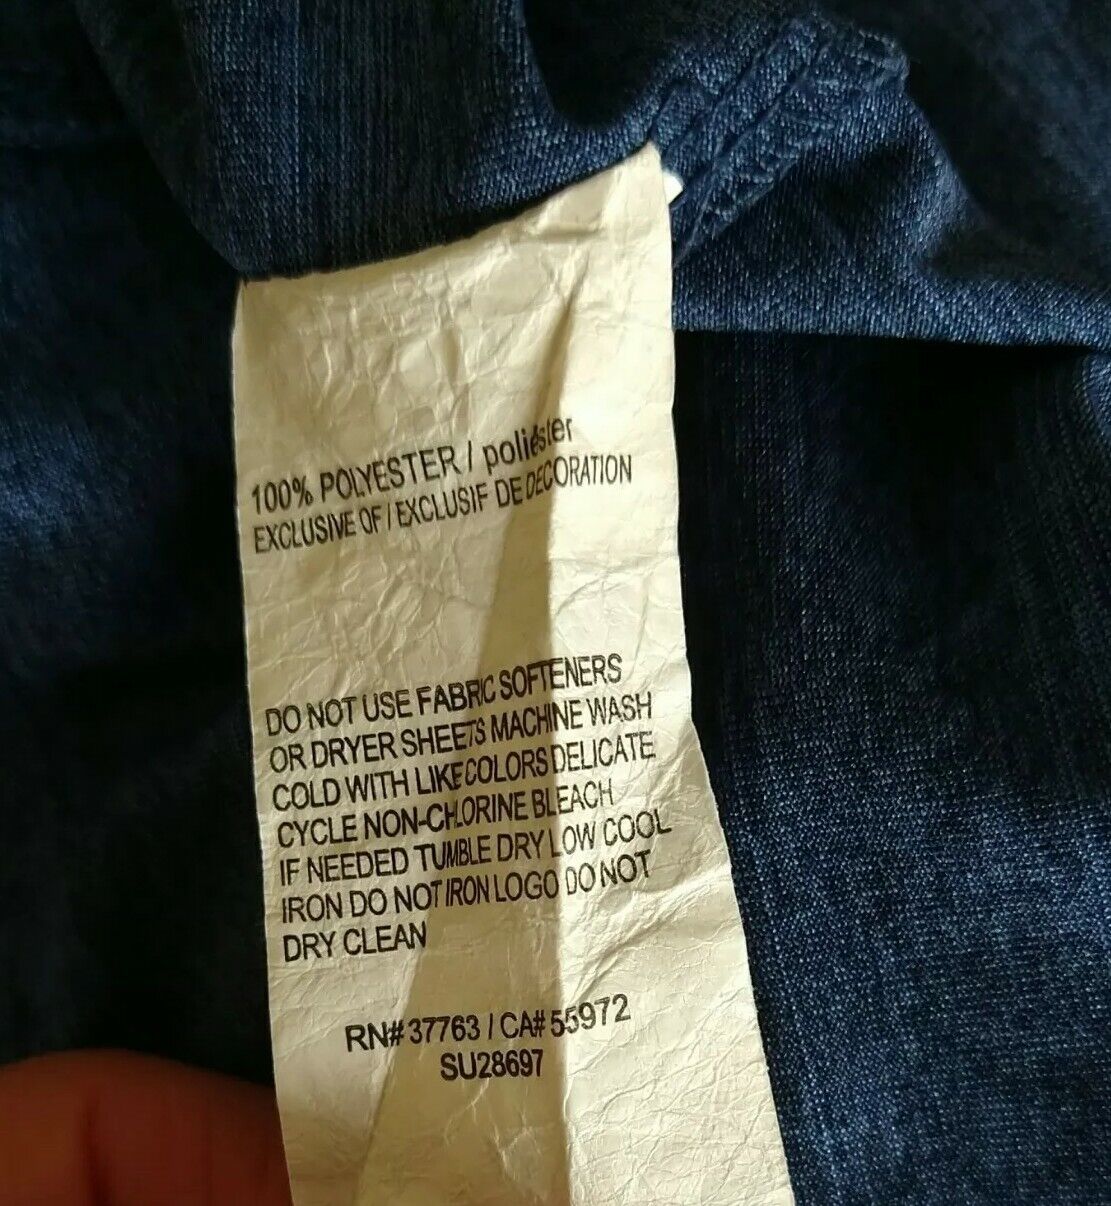 100% POLYESTER / poliéster
EXCLUSIVE OF / EXCLUSIF DE DECORATION
DO NOT USE FABRIC SOFTENERS
OR DRYER SHEETS MACHINE WASH
COLD WITH LIKE COLORS DELICATE
CYCLE NON-CHLORINE BLEACH
IF NEEDED TUMBLE DRY LOW COOL
IRON DO NOT IRON LOGO DO NOT
DRY CLEAN
RN# 37763 / CA# 55972
SU28697